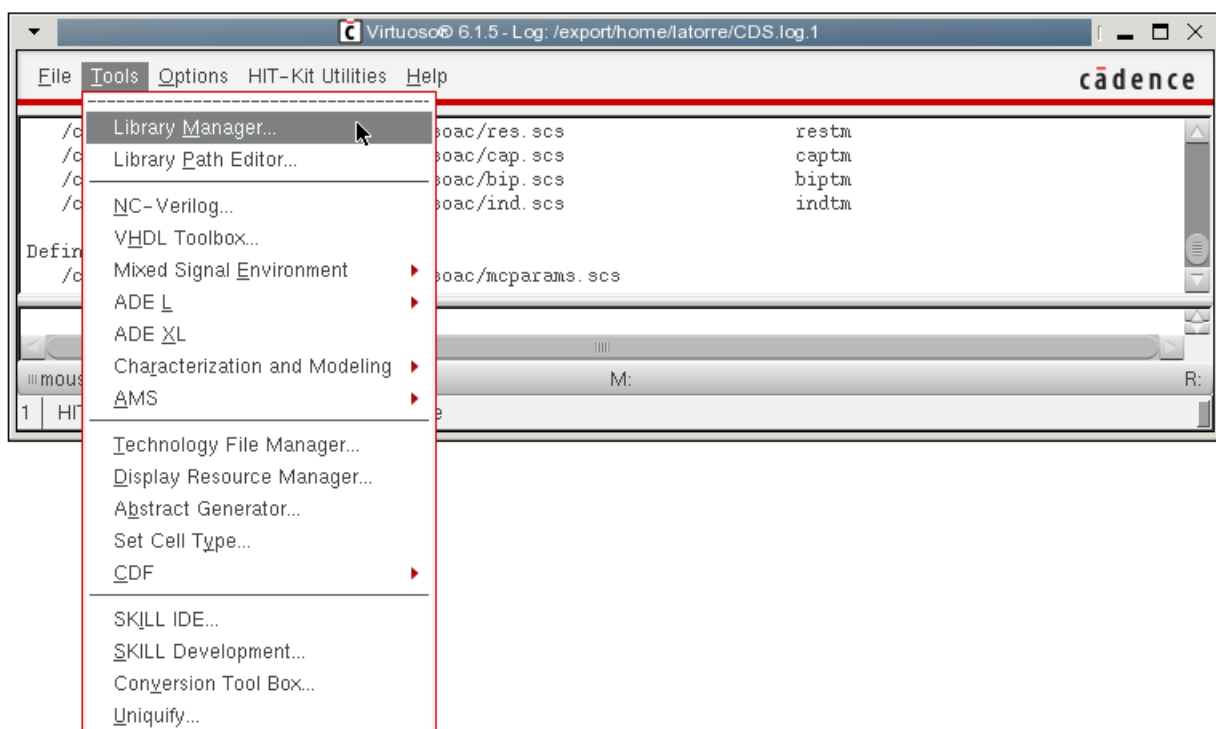 Virtuoso® 6.1.5 - Log: /export/home/latorre/CDS.log.1
File Tools Options HIT-Kit Utilities Help
cādence
/c soac/res.scs restm
/c soac/cap.scs captm
/c soac/bip.scs biptm
/c soac/ind.scs indtm
Defin
/c soac/mcparams.scs
mous M: R:
1 HIT e
Library Manager...
Library Path Editor...
NC-Verilog...
VHDL Toolbox...
Mixed Signal Environment
ADE L
ADE XL
Characterization and Modeling
AMS
Technology File Manager...
Display Resource Manager...
Abstract Generator...
Set Cell Type...
CDF
SKILL IDE...
SKILL Development...
Conversion Tool Box...
Uniquify...